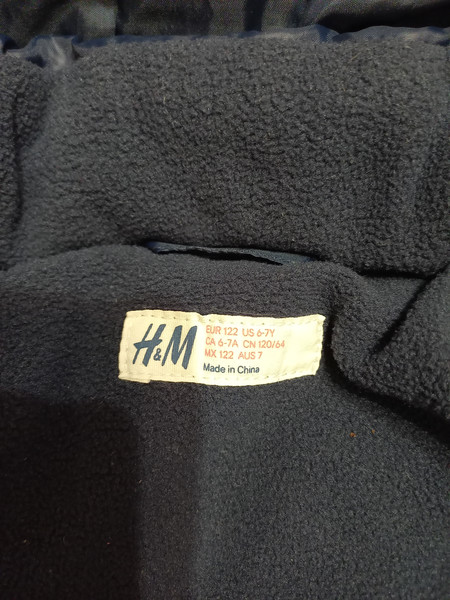 H&M
EUR 122 US 6-7Y
CA 6-7A CN 120/64
MX 122 AUS 7
Made in China